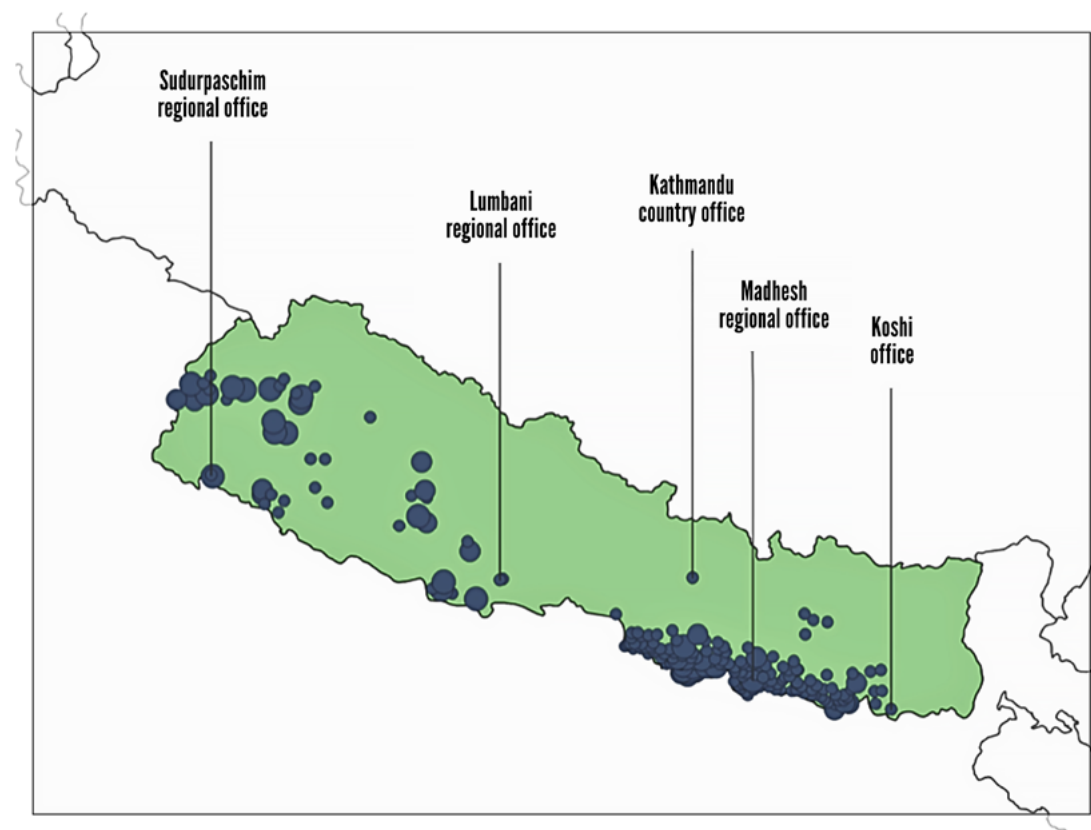 Sudurpaschim
regional office
Lumbani
regional office
Kathmandu
country office
Madhesh
regional office
Koshi
office